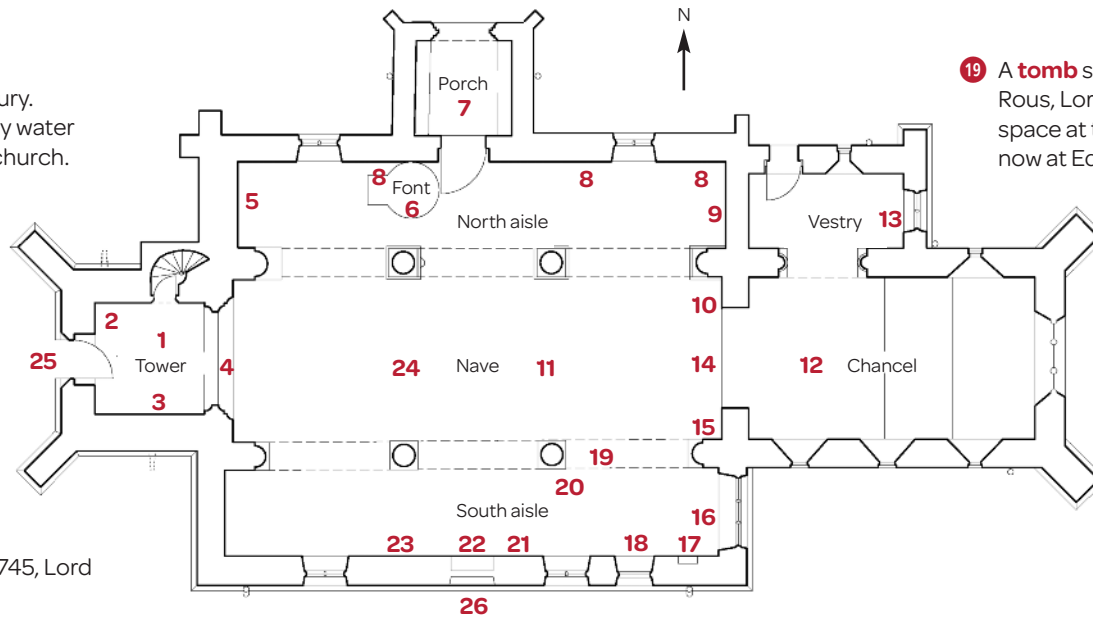 N
ury.
y water
church.
19 A tomb s
Rous, Lor
space at t
now at Ed
Porch
7
8
Font
6
8
8
5
North aisle
9
Vestry
13
2
1
Tower
3
25
4
24
Nave
11
10
14
15
12
Chancel
19
20
South aisle
16
23
22
21
18
17
745, Lord
26